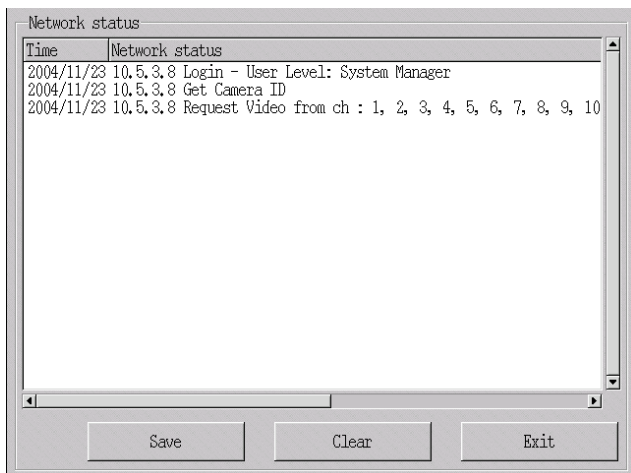 Network status
Time Network status
2004/11/23 10.5.3.8 Login - User Level: System Manager
2004/11/23 10.5.3.8 Get Camera ID
2004/11/23 10.5.3.8 Request Video from ch : 1, 2, 3, 4, 5, 6, 7, 8, 9, 10
Save Clear Exit